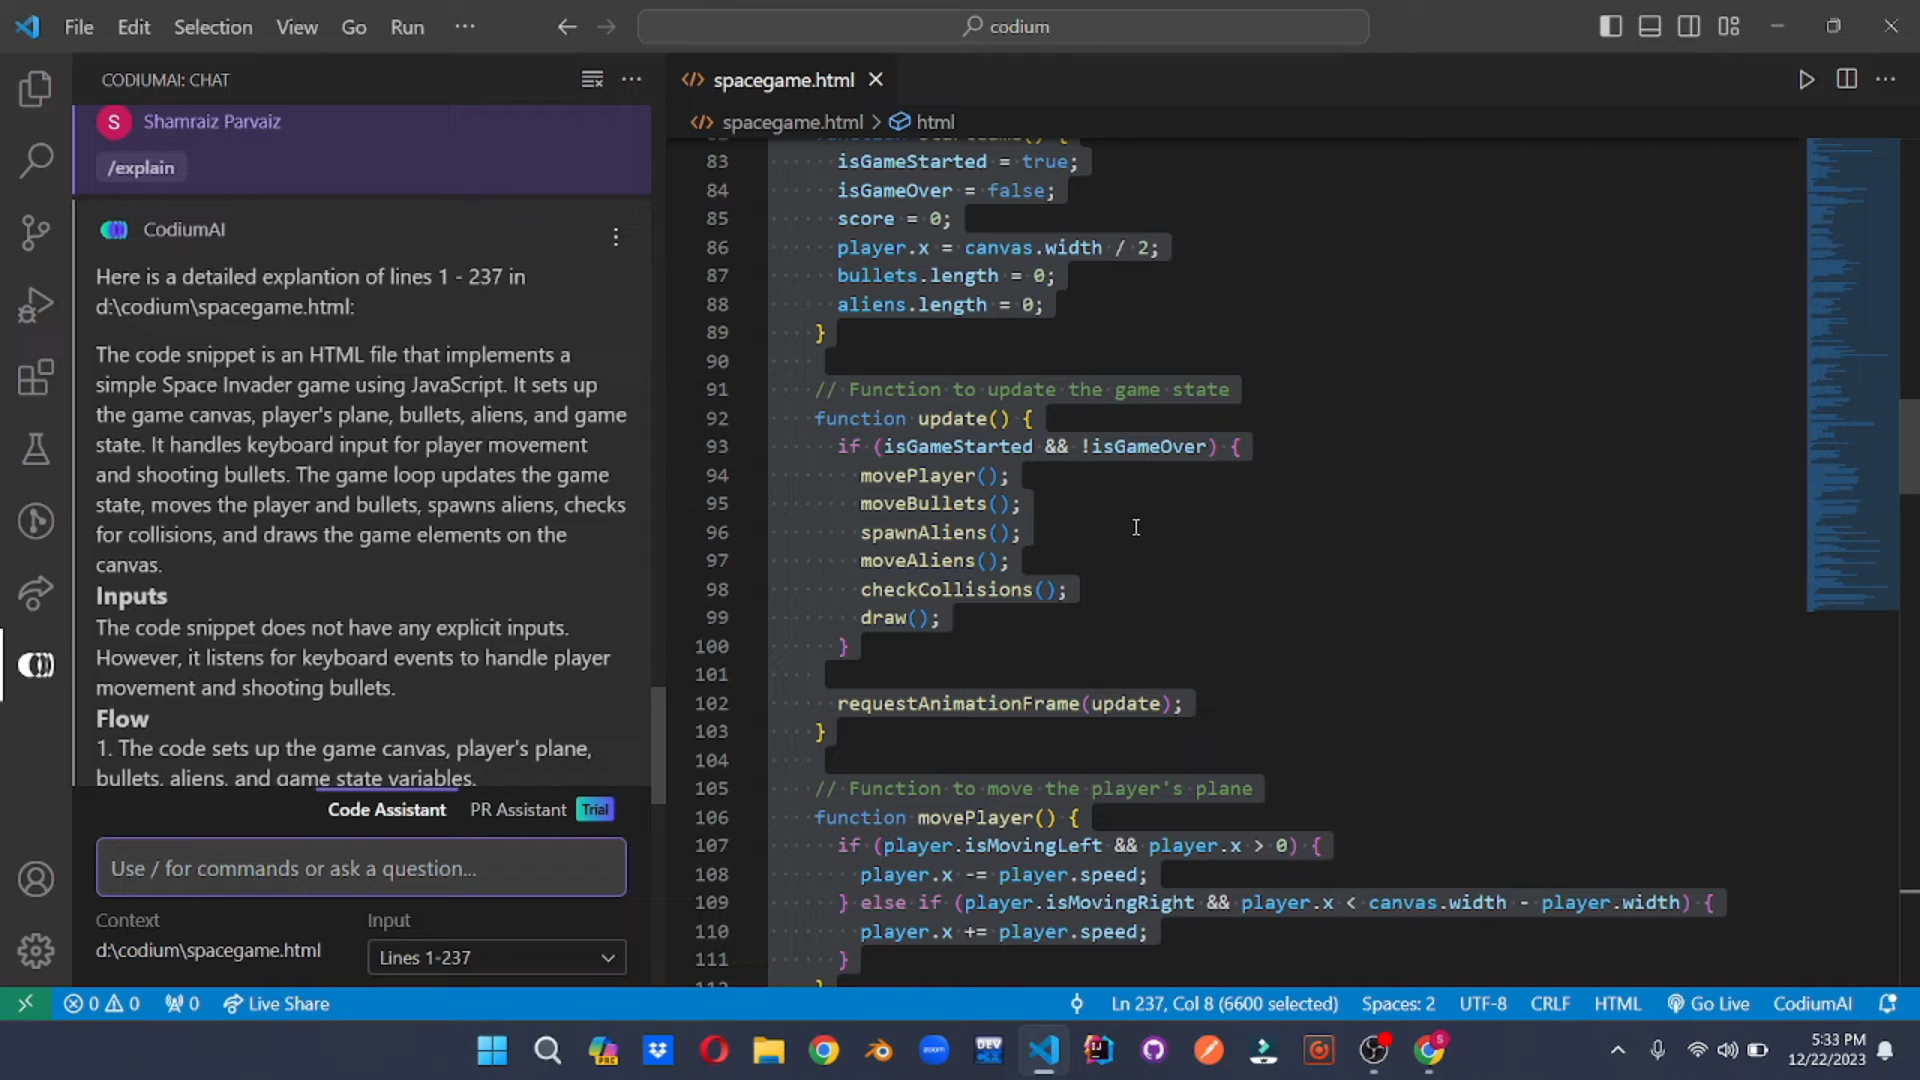 File Edit Selection View Go Run ...
codium
CODIUMAI: CHAT
S Shamraiz Parvaiz
/explain
CodiumAI
Here is a detailed explantion of lines 1 - 237 in
d:\codium\spacegame.html:
The code snippet is an HTML file that implements a
simple Space Invader game using JavaScript. It sets up
the game canvas, player's plane, bullets, aliens, and game
state. It handles keyboard input for player movement
and shooting bullets. The game loop updates the game
state, moves the player and bullets, spawns aliens, checks
for collisions, and draws the game elements on the
canvas.
Inputs
The code snippet does not have any explicit inputs.
However, it listens for keyboard events to handle player
movement and shooting bullets.
Flow
1. The code sets up the game canvas, player's plane,
bullets, aliens, and game state variables.
Code Assistant PR Assistant Trial
Use / for commands or ask a question...
Context Input
d:\codium\spacegame.html Lines 1-237
spacegame.html
spacegame.html > html
83 isGameStarted = true;
84 isGameOver = false;
85 score = 0;
86 player.x = canvas.width / 2;
87 bullets.length = 0;
88 aliens.length = 0;
89 }
90
91 // Function to update the game state
92 function update() {
93 if (isGameStarted && !isGameOver) {
94 movePlayer();
95 moveBullets();
96 spawnAliens();
97 moveAliens();
98 checkCollisions();
99 draw();
100 }
101
102 requestAnimationFrame(update);
103 }
104
105 // Function to move the player's plane
106 function movePlayer() {
107 if (player.isMovingLeft && player.x > 0) {
108 player.x -= player.speed;
109 } else if (player.isMovingRight && player.x < canvas.width - player.width) {
110 player.x += player.speed;
111 }
0 0 0 Live Share
Ln 237, Col 8 (6600 selected) Spaces: 2 UTF-8 CRLF HTML Go Live CodiumAI
PRE
zoom
DEV
S
5:33 PM
12/22/2023